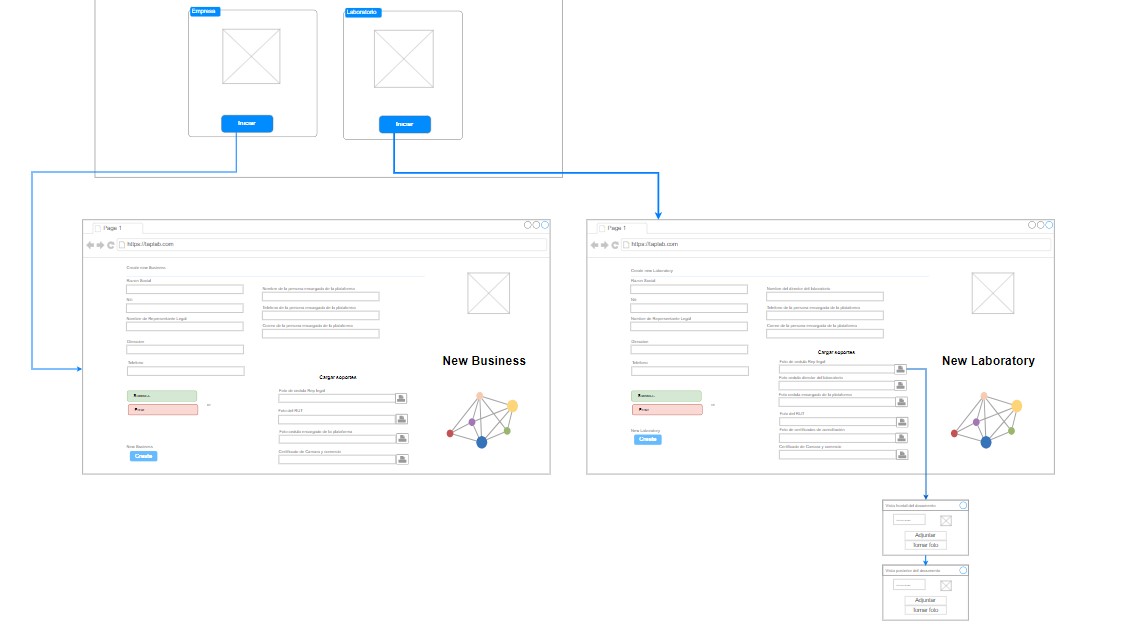 Empresa
Laboratorio
Iniciar
Iniciar
Page 1
https://laplab.com
Create new Business
Razon Social
Nit
Nombre de Representante Legal
Direccion
Telefono
Nombre de la persona encargada de la plataforma
Telefono de la persona encargada de la plataforma
Correo de la persona encargada de la plataforma
Cargar soportes
Foto de cedula Rep legal
Foto del RUT
Foto cedula encargado de la plataforma
Certificado de Camara y comercio
New Business
Create
New Business
Page 1
https://laplab.com
Create new Laboratory
Razon Social
Nit
Nombre de Representante Legal
Direccion
Telefono
Nombre del director del laboratorio
Telefono de la persona encargada de la plataforma
Correo de la persona encargada de la plataforma
Cargar soportes
Foto de cedula Rep legal
Foto cedula director del laboratorio
Foto cedula encargado de la plataforma
Foto del RUT
Foto de certificados de acreditacion
Certificado de Camara y comercio
New Laboratory
Create
New Laboratory
Vista frontal del documento
Adjuntar
Tomar foto
Vista posterior del documento
Adjuntar
Tomar foto